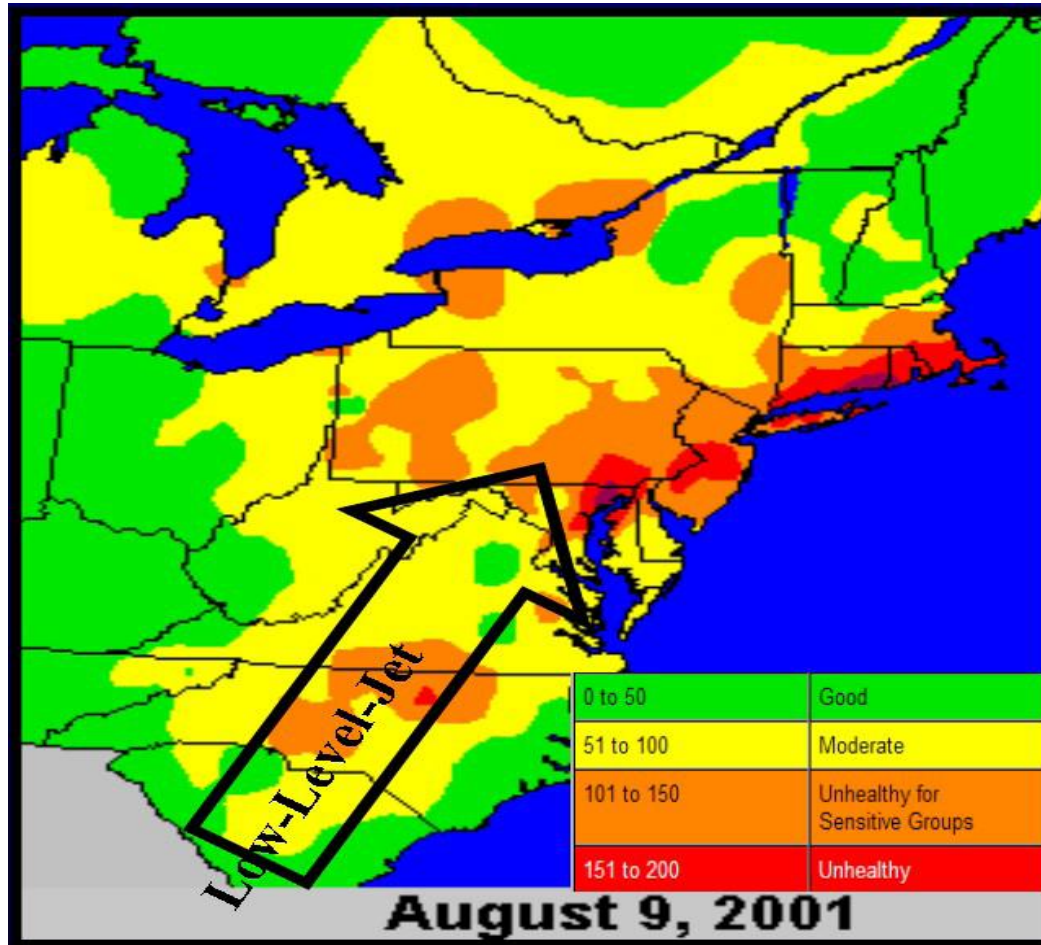 Low-Level-Jet
0 to 50 Good
51 to 100 Moderate
101 to 150 Unhealthy for
Sensitive Groups
151 to 200 Unhealthy
August 9, 2001